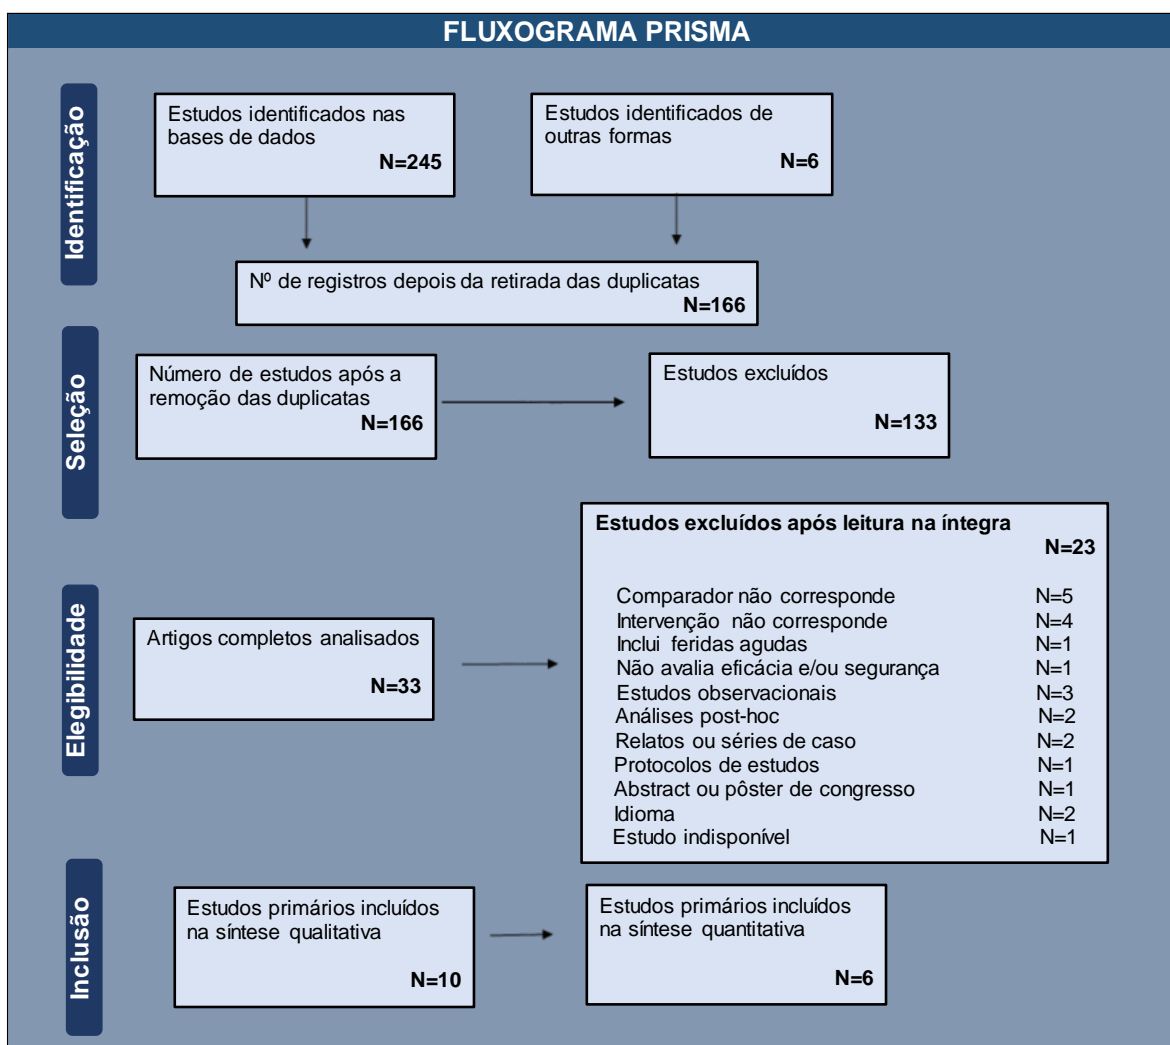 FLUXOGRAMA PRISMA
Identificação
Estudos identificados nas
bases de dados
N=245
Estudos identificados de
outras formas
N=6
Nº de registros depois da retirada das duplicatas
N=166
Seleção
Número de estudos após a
remoção das duplicatas
N=166
Estudos excluídos
N=133
Elegibilidade
Artigos completos analisados
N=33
Estudos excluídos após leitura na íntegra
N=23
Comparador não corresponde N=5
Intervenção não corresponde N=4
Inclui feridas agudas N=1
Não avalia eficácia e/ou segurança N=1
Estudos observacionais N=3
Análises post-hoc N=2
Relatos ou séries de caso N=2
Protocolos de estudos N=1
Abstract ou pôster de congresso N=1
Idioma N=2
Estudo indisponível N=1
Inclusão
Estudos primários incluídos
na síntese qualitativa
N=10
Estudos primários incluídos
na síntese quantitativa
N=6